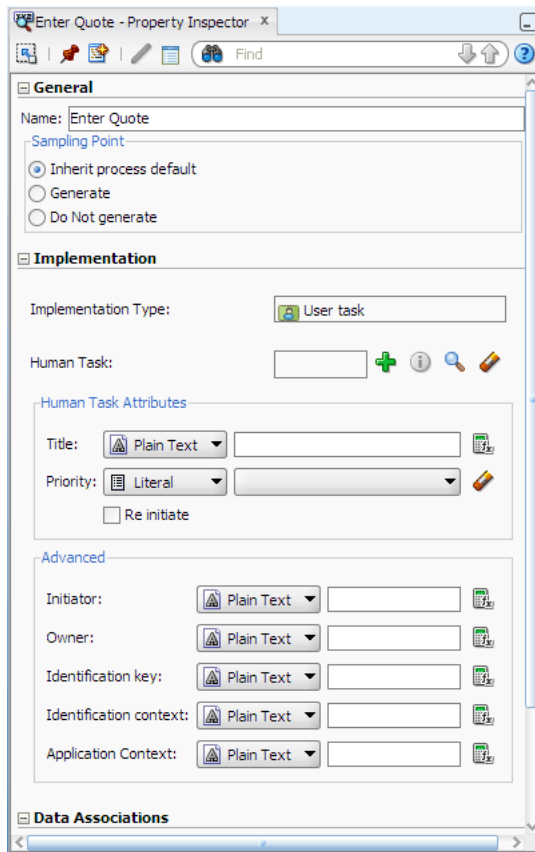 Enter Quote - Property Inspector x
Find
General
Name: Enter Quote
Sampling Point
Inherit process default
Generate
Do Not generate
Implementation
Implementation Type: User task
Human Task:
Human Task Attributes
Title: Plain Text
Priority: Literal
Re initiate
Advanced
Initiator: Plain Text
Owner: Plain Text
Identification key: Plain Text
Identification context: Plain Text
Application Context: Plain Text
Data Associations